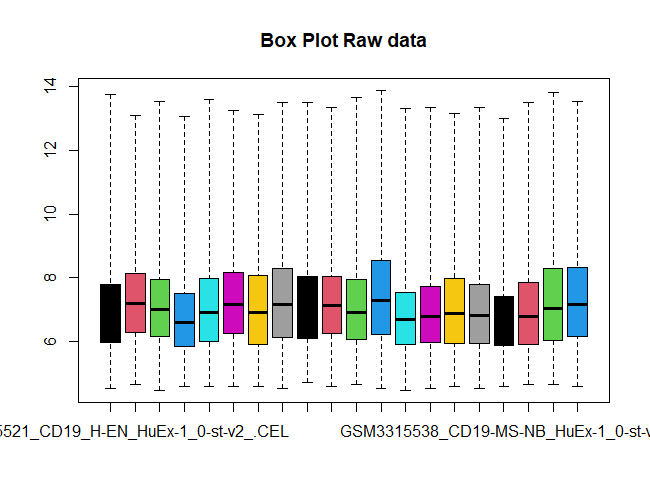 Box Plot Raw data
14
12
10
8
6
5521_CD19_H-EN_HuEx-1_0-st-v2_.CEL GSM3315538_CD19-MS-NB_HuEx-1_0-st-v